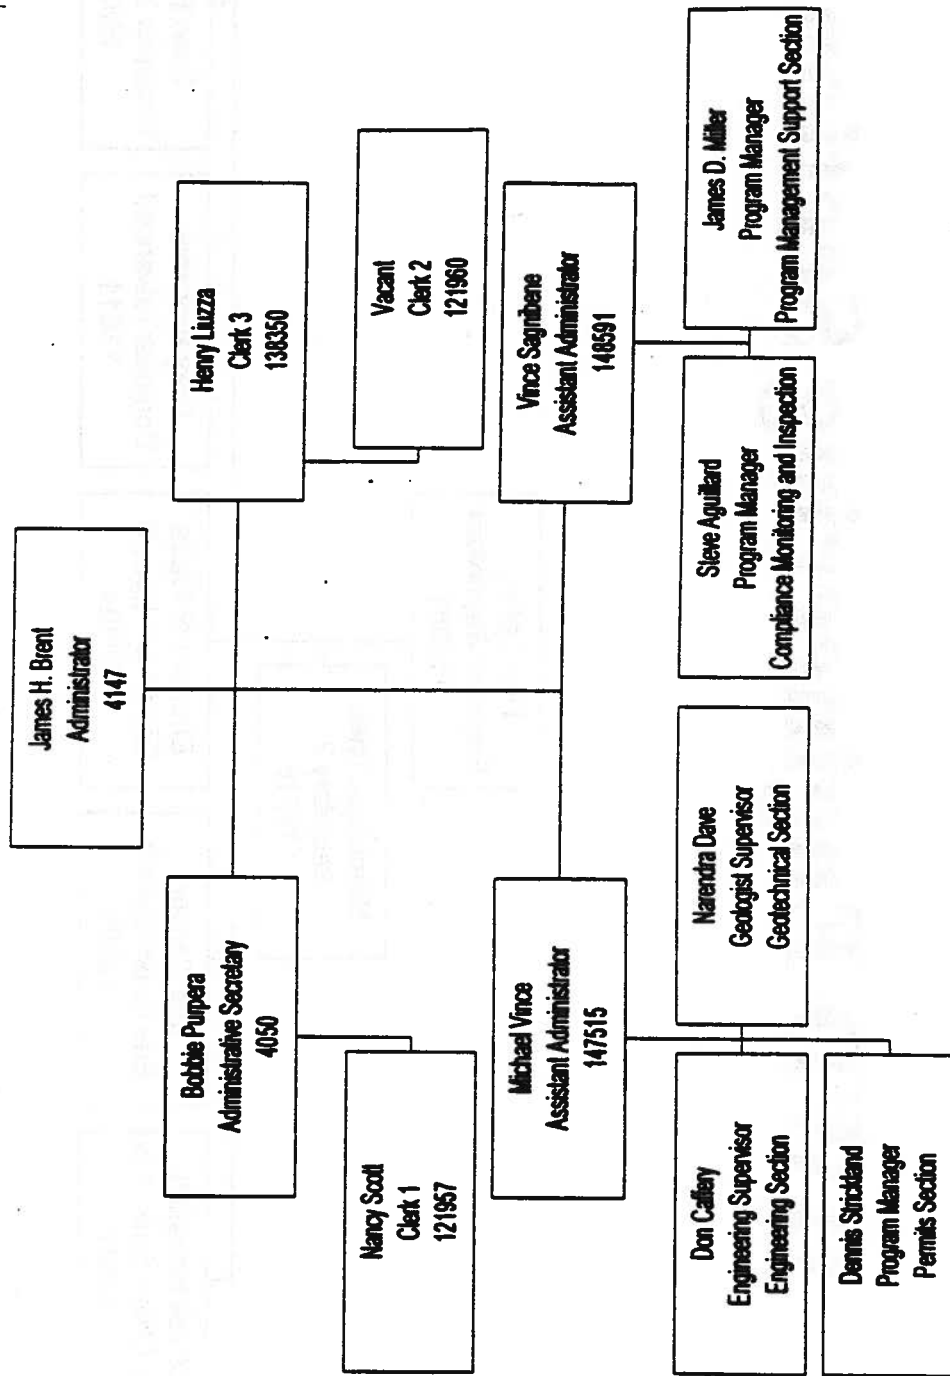 James H. Brent
Administrator
4147
Bobbie Purpera
Administrative Secretary
4050
Henry Liuzza
Clerk 3
138350
Nancy Scott
Clerk 1
121957
Vacant
Clerk 2
121960
Michael Vince
Assistant Administrator
147515
Vince Sagnibene
Assistant Administrator
148591
Don Caffery
Engineering Supervisor
Engineering Section
Narendra Dave
Geologist Supervisor
Geotechnical Section
Steve Aguillard
Program Manager
Compliance Monitoring and Inspection
James D. Miller
Program Manager
Program Management Support Section
Dennis Strickland
Program Manager
Permits Section